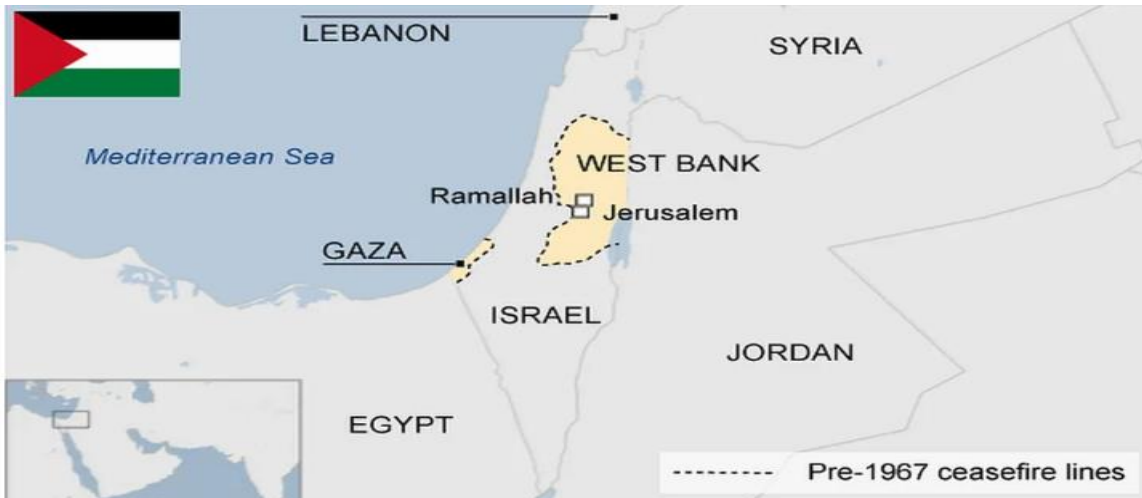 LEBANON
SYRIA
Mediterranean Sea
WEST BANK
Ramallah
Jerusalem
GAZA
ISRAEL
JORDAN
EGYPT
Pre-1967 ceasefire lines